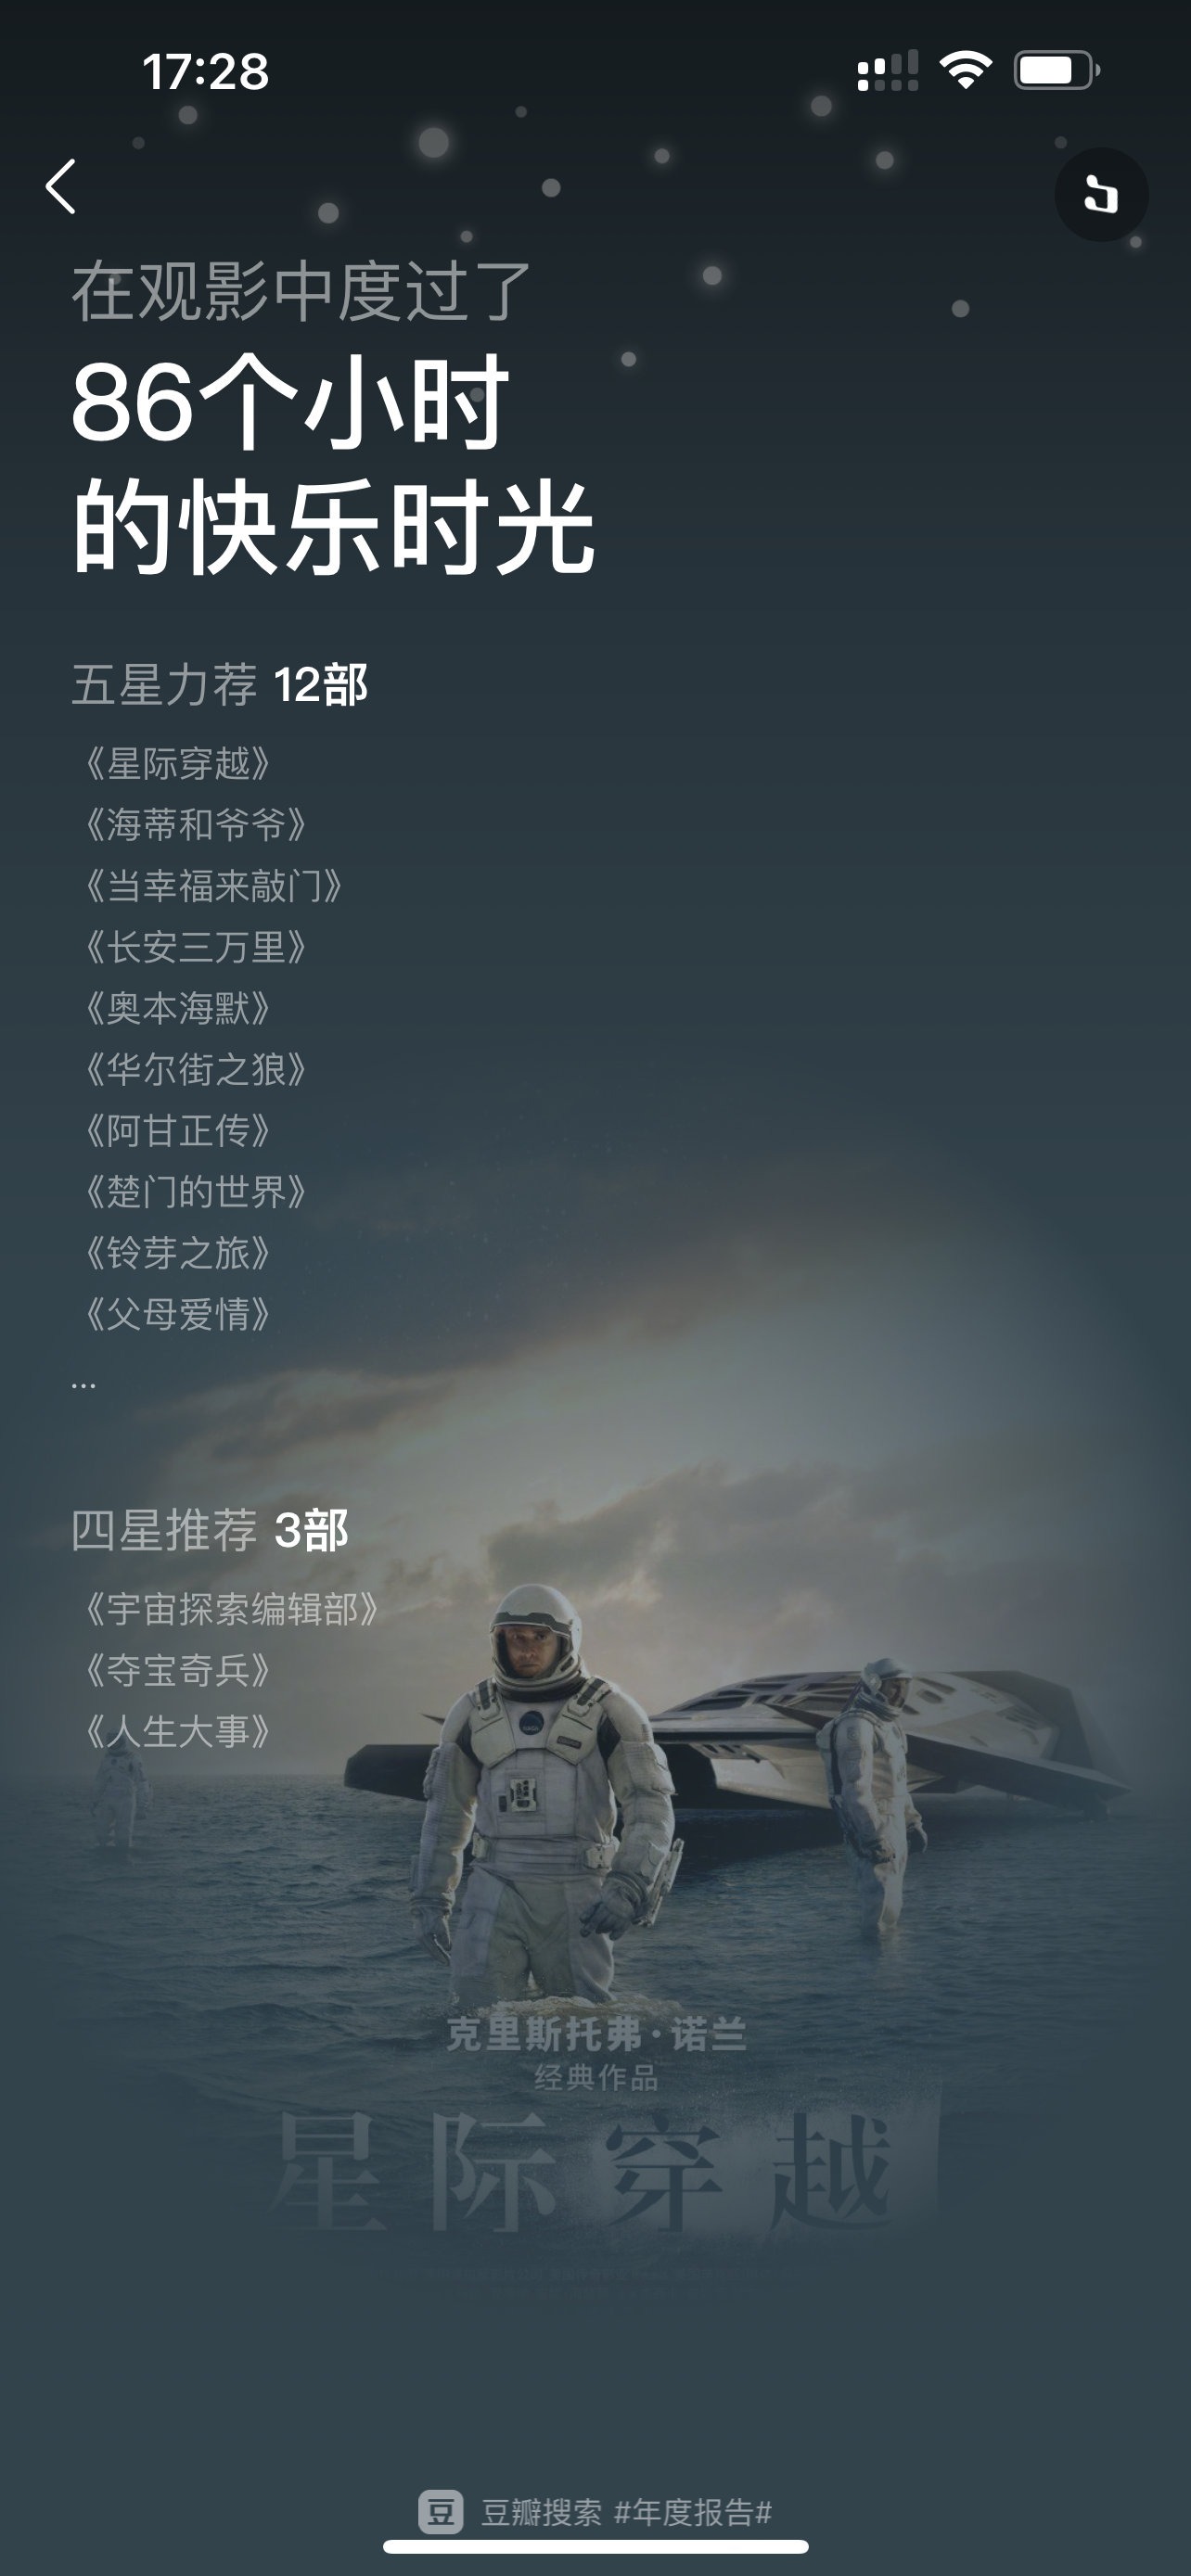 17:28
在观影中度过了
86个小时
的快乐时光
五星力荐 12部
《星际穿越》
《海蒂和爷爷》
《当幸福来敲门》
《长安三万里》
《奥本海默》
《华尔街之狼》
《阿甘正传》
《楚门的世界》
《铃芽之旅》
《父母爱情》
...
四星推荐 3部
《宇宙探索编辑部》
《夺宝奇兵》
《人生大事》
克里斯托弗·诺兰
经典作品
星际穿越
豆 豆瓣搜索 #年度报告#